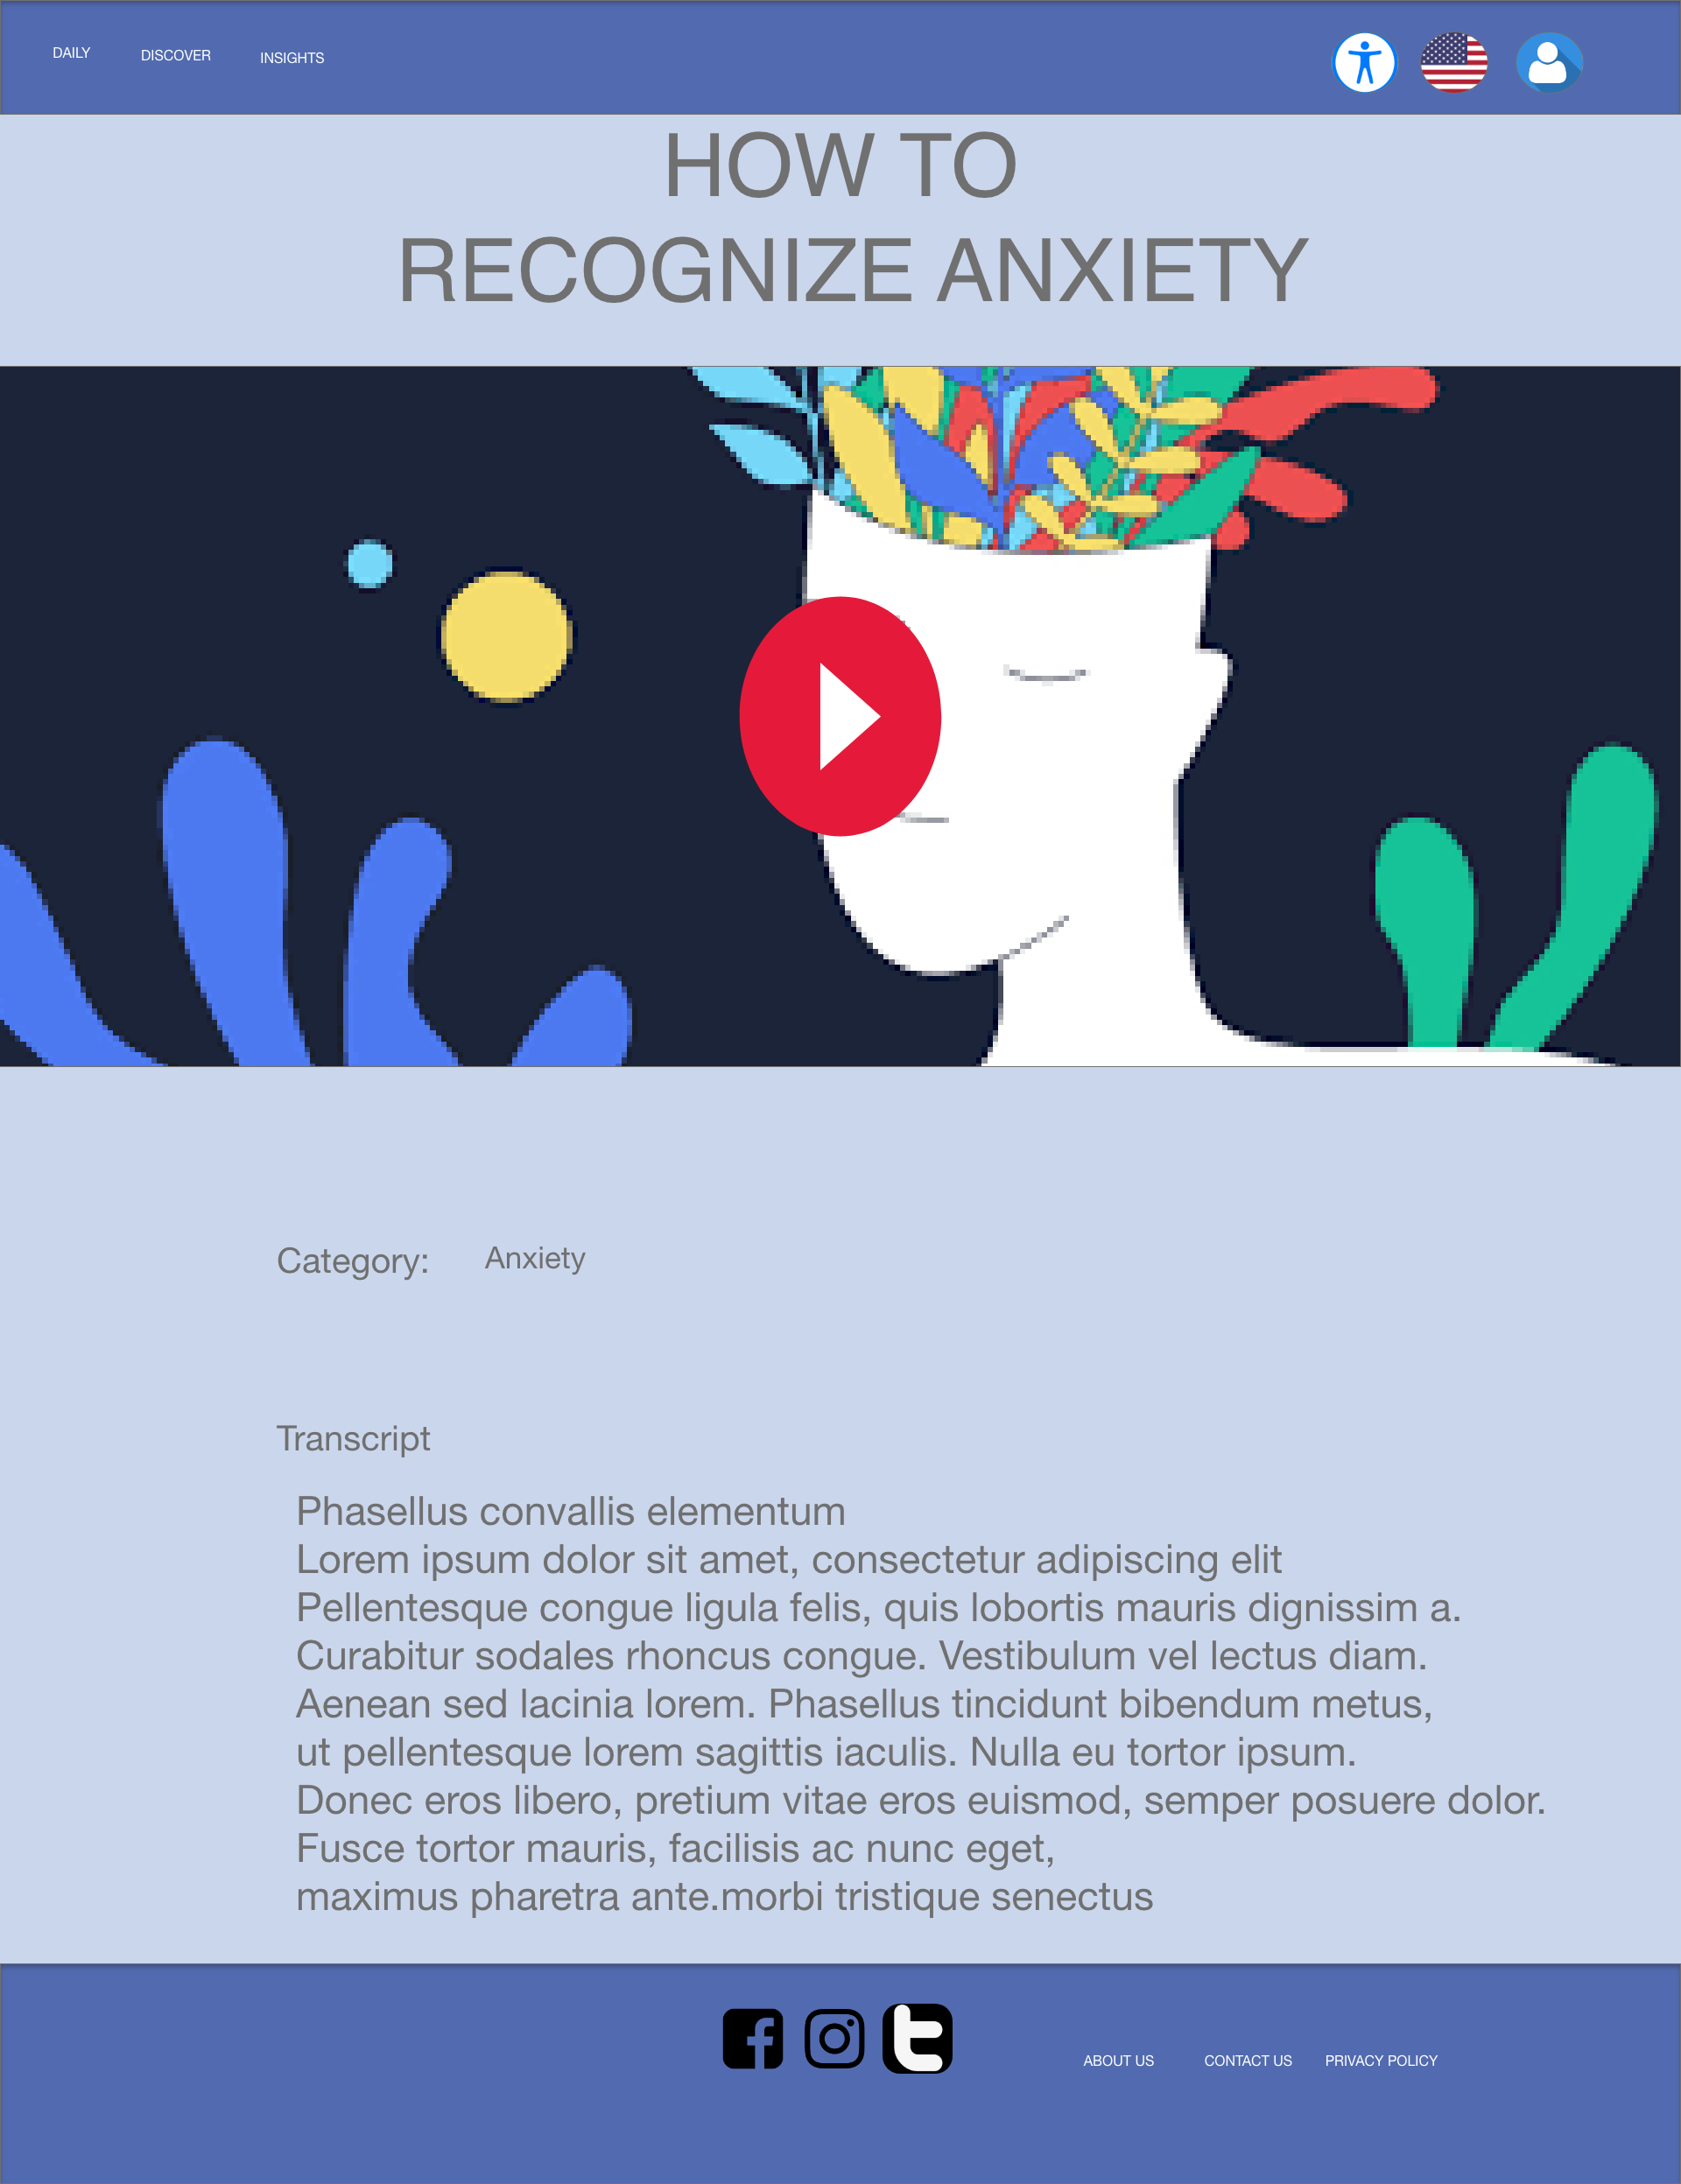 DAILY
DISCOVER
INSIGHTS
HOW TO
RECOGNIZE ANXIETY
Category: Anxiety
Transcript
Phasellus convallis elementum
Lorem ipsum dolor sit amet, consectetur adipiscing elit
Pellentesque congue ligula felis, quis lobortis mauris dignissim a.
Curabitur sodales rhoncus congue. Vestibulum vel lectus diam.
Aenean sed lacinia lorem. Phasellus tincidunt bibendum metus,
ut pellentesque lorem sagittis iaculis. Nulla eu tortor ipsum.
Donec eros libero, pretium vitae eros euismod, semper posuere dolor.
Fusce tortor mauris, facilisis ac nunc eget,
maximus pharetra ante.morbi tristique senectus
ABOUT US
CONTACT US
PRIVACY POLICY